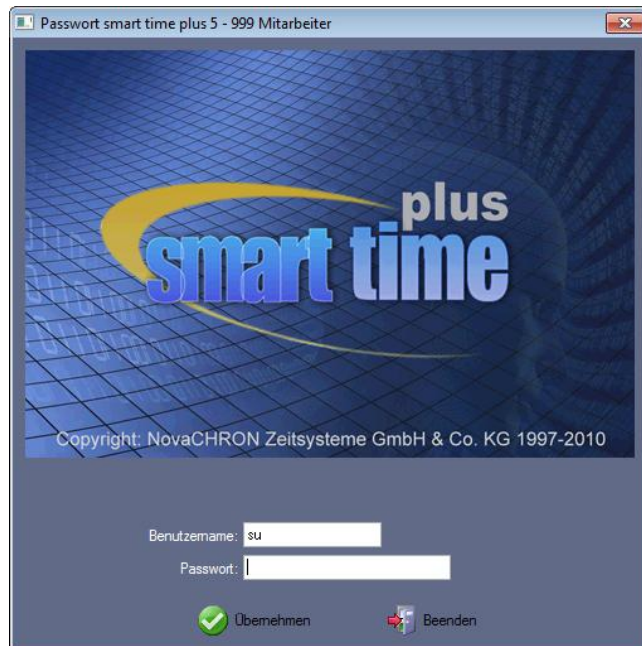 Passwort smart time plus 5 - 999 Mitarbeiter
plus
smart time
Copyright: NovaCHRON Zeitsysteme GmbH & Co. KG 1997-2010
Benutzername: su
Passwort:
Übernehmen Beenden